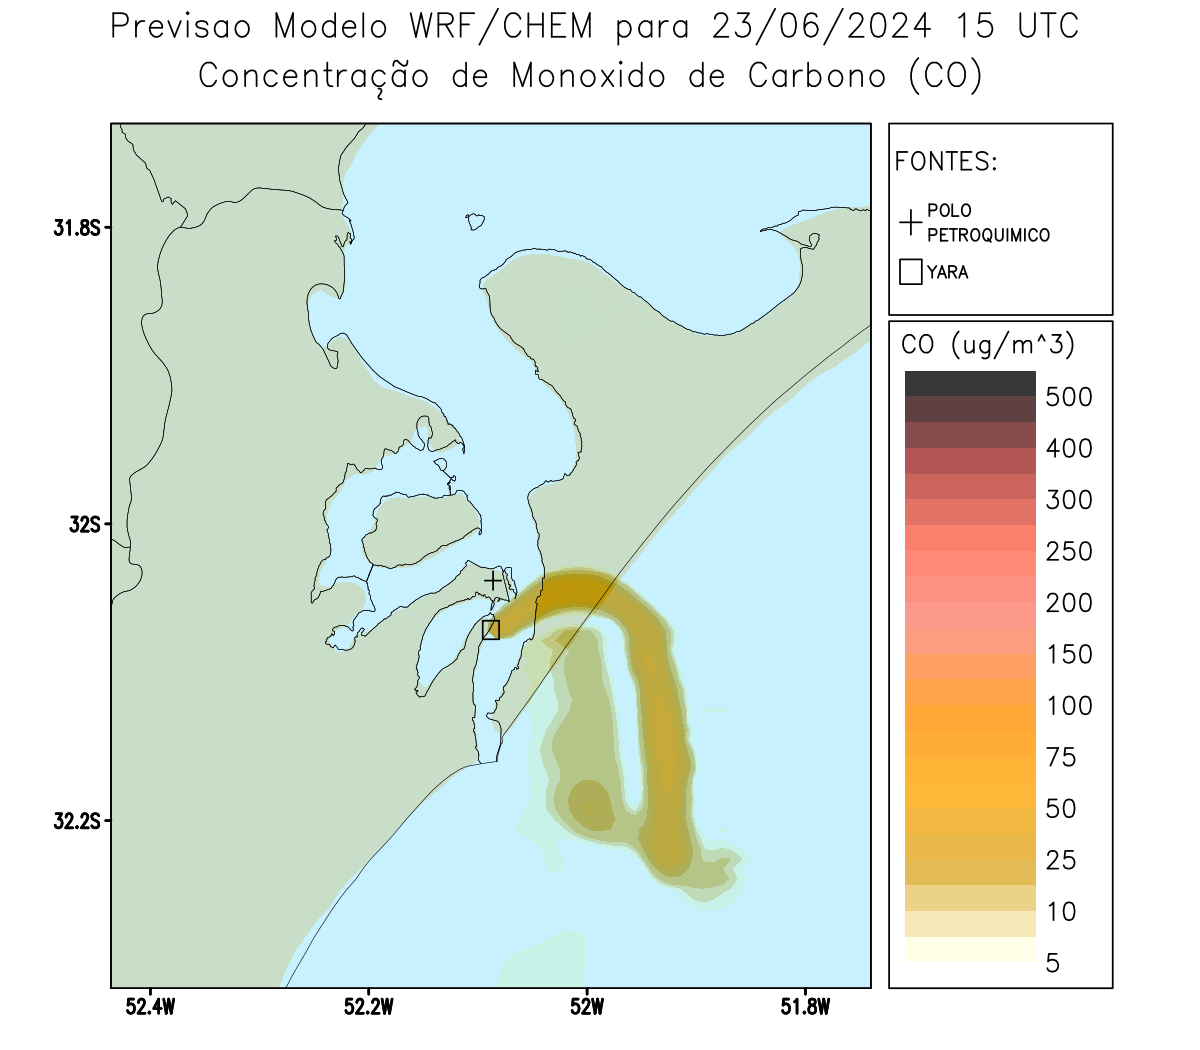 Previsao Modelo WRF/CHEM para 23/06/2024 15 UTC
Concentração de Monoxido de Carbono (CO)
FONTES:
POLO
PETROQUIMICO
YARA
CO (ug/m^3)
500
400
300
250
200
150
100
75
50
25
10
5
31.8S
32S
32.2S
52.4W
52.2W
52W
51.8W